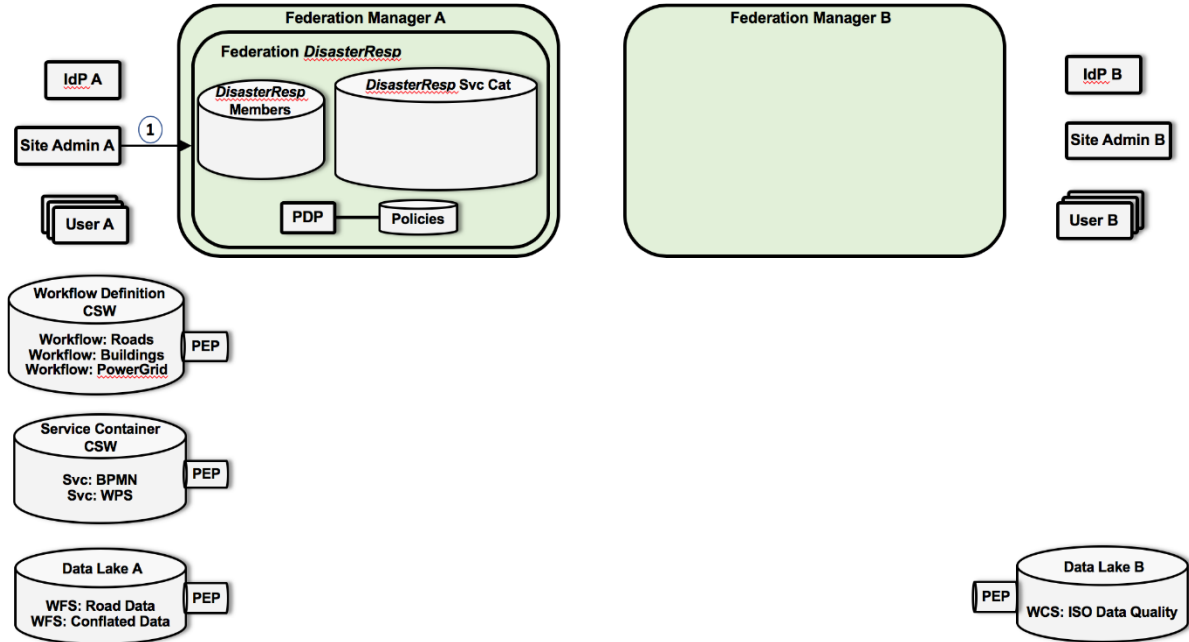 Federation Manager A
Federation DisasterResp
DisasterResp
Members
DisasterResp Svc Cat
PDP
Policies
Federation Manager B
IdP A
Site Admin A
1
User A
IdP B
Site Admin B
User B
Workflow Definition
CSW
Workflow: Roads
Workflow: Buildings
Workflow: PowerGrid
PEP
Service Container
CSW
Svc: BPMN
Svc: WPS
PEP
Data Lake A
WFS: Road Data
WFS: Conflated Data
PEP
PEP
Data Lake B
WCS: ISO Data Quality